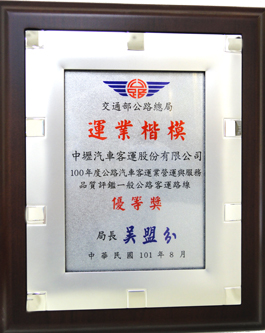 交通部公路總局
運業楷模
中壢汽車客運股份有限公司
100年度公路汽車客運業營運與服務
品質評鑑一般公路客運路線
優等獎
局長 吳盟分
中華民國101年8月